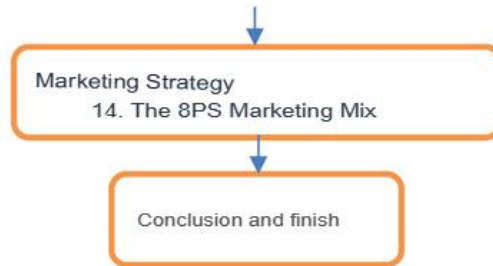 Marketing Strategy
14. The 8PS Marketing Mix
Conclusion and finish